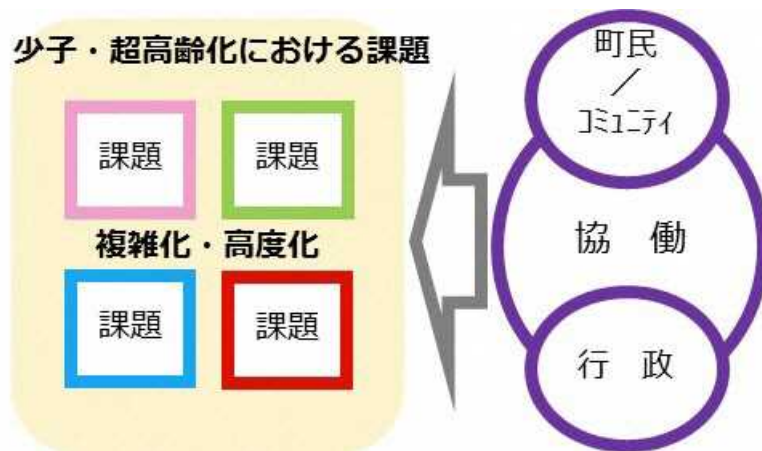 少子・超高齢化における課題
課題
課題
複雑化・高度化
課題
課題
町民
／
ｺﾐｭﾆﾃｨ
協　働
行　政